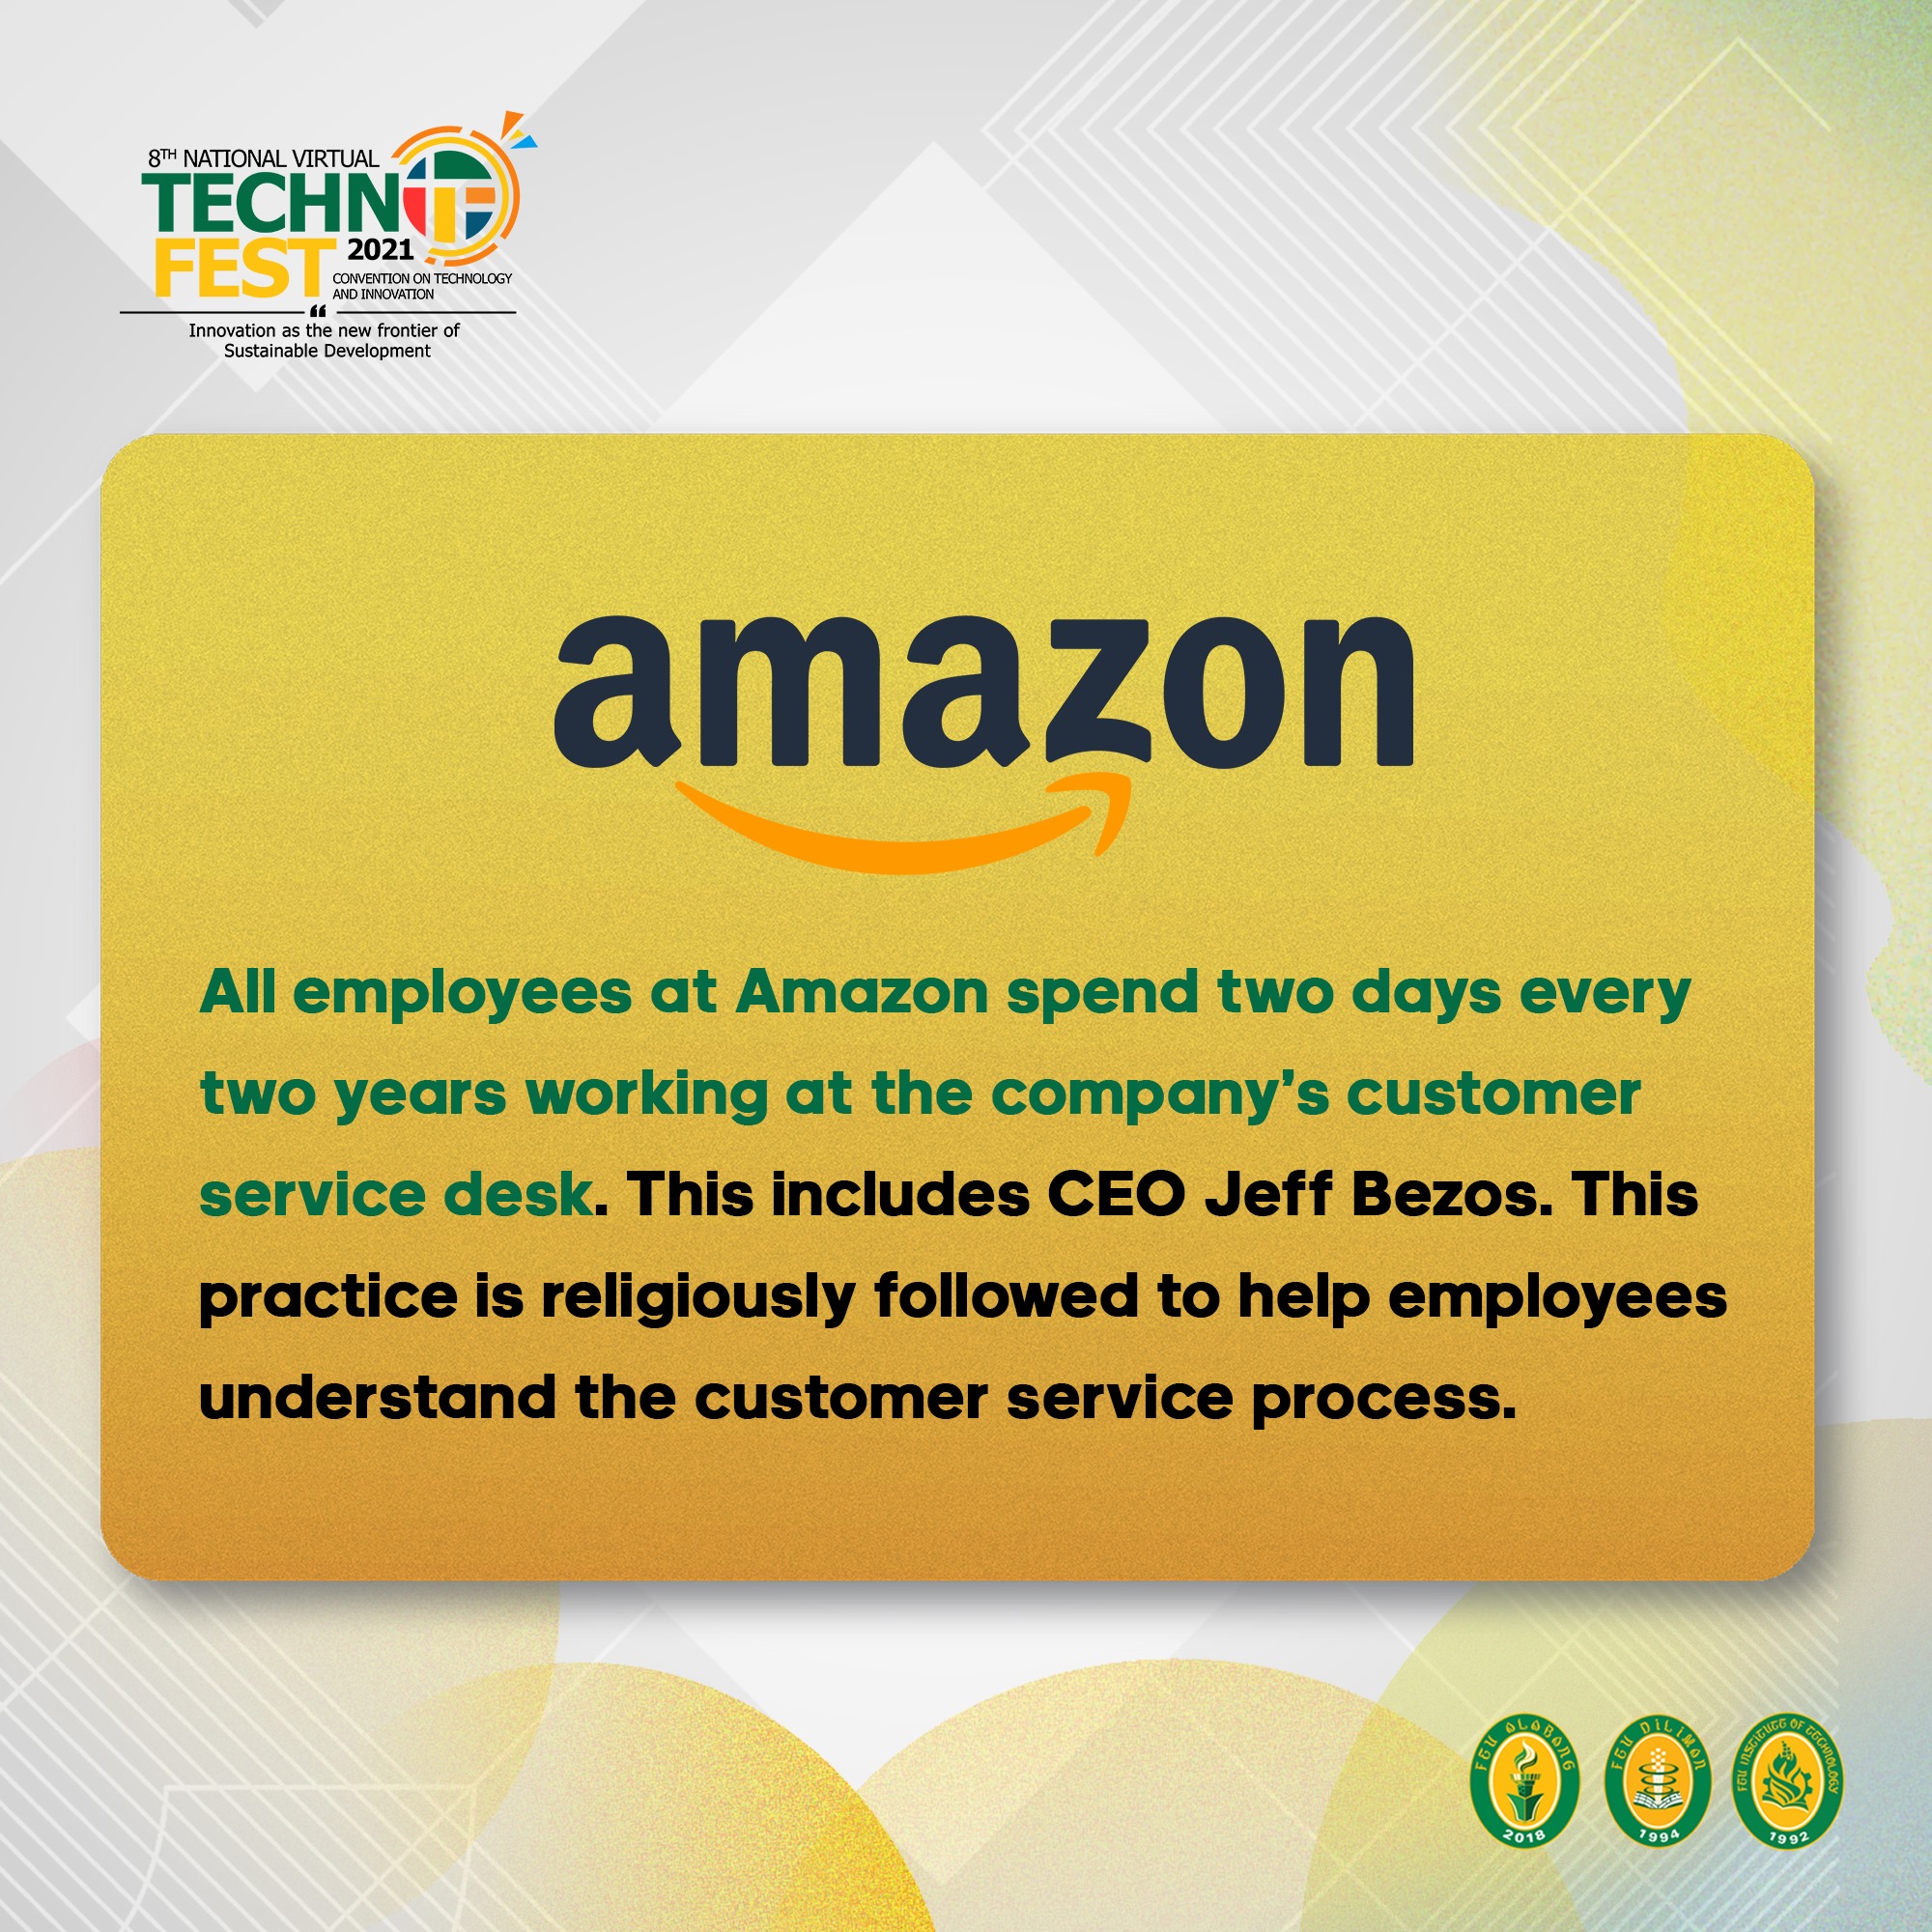 8TH NATIONAL VIRTUAL
TECHNO
FEST 2021
CONVENTION ON TECHNOLOGY
AND INNOVATION
“
Innovation as the new frontier of
Sustainable Development
amazon
All employees at Amazon spend two days every
two years working at the company’s customer
service desk. This includes CEO Jeff Bezos. This
practice is religiously followed to help employees
understand the customer service process.
FEU ALABANG
2018
FEU DILIMAN
1994
FEU INSTITUTE OF TECHNOLOGY
1992